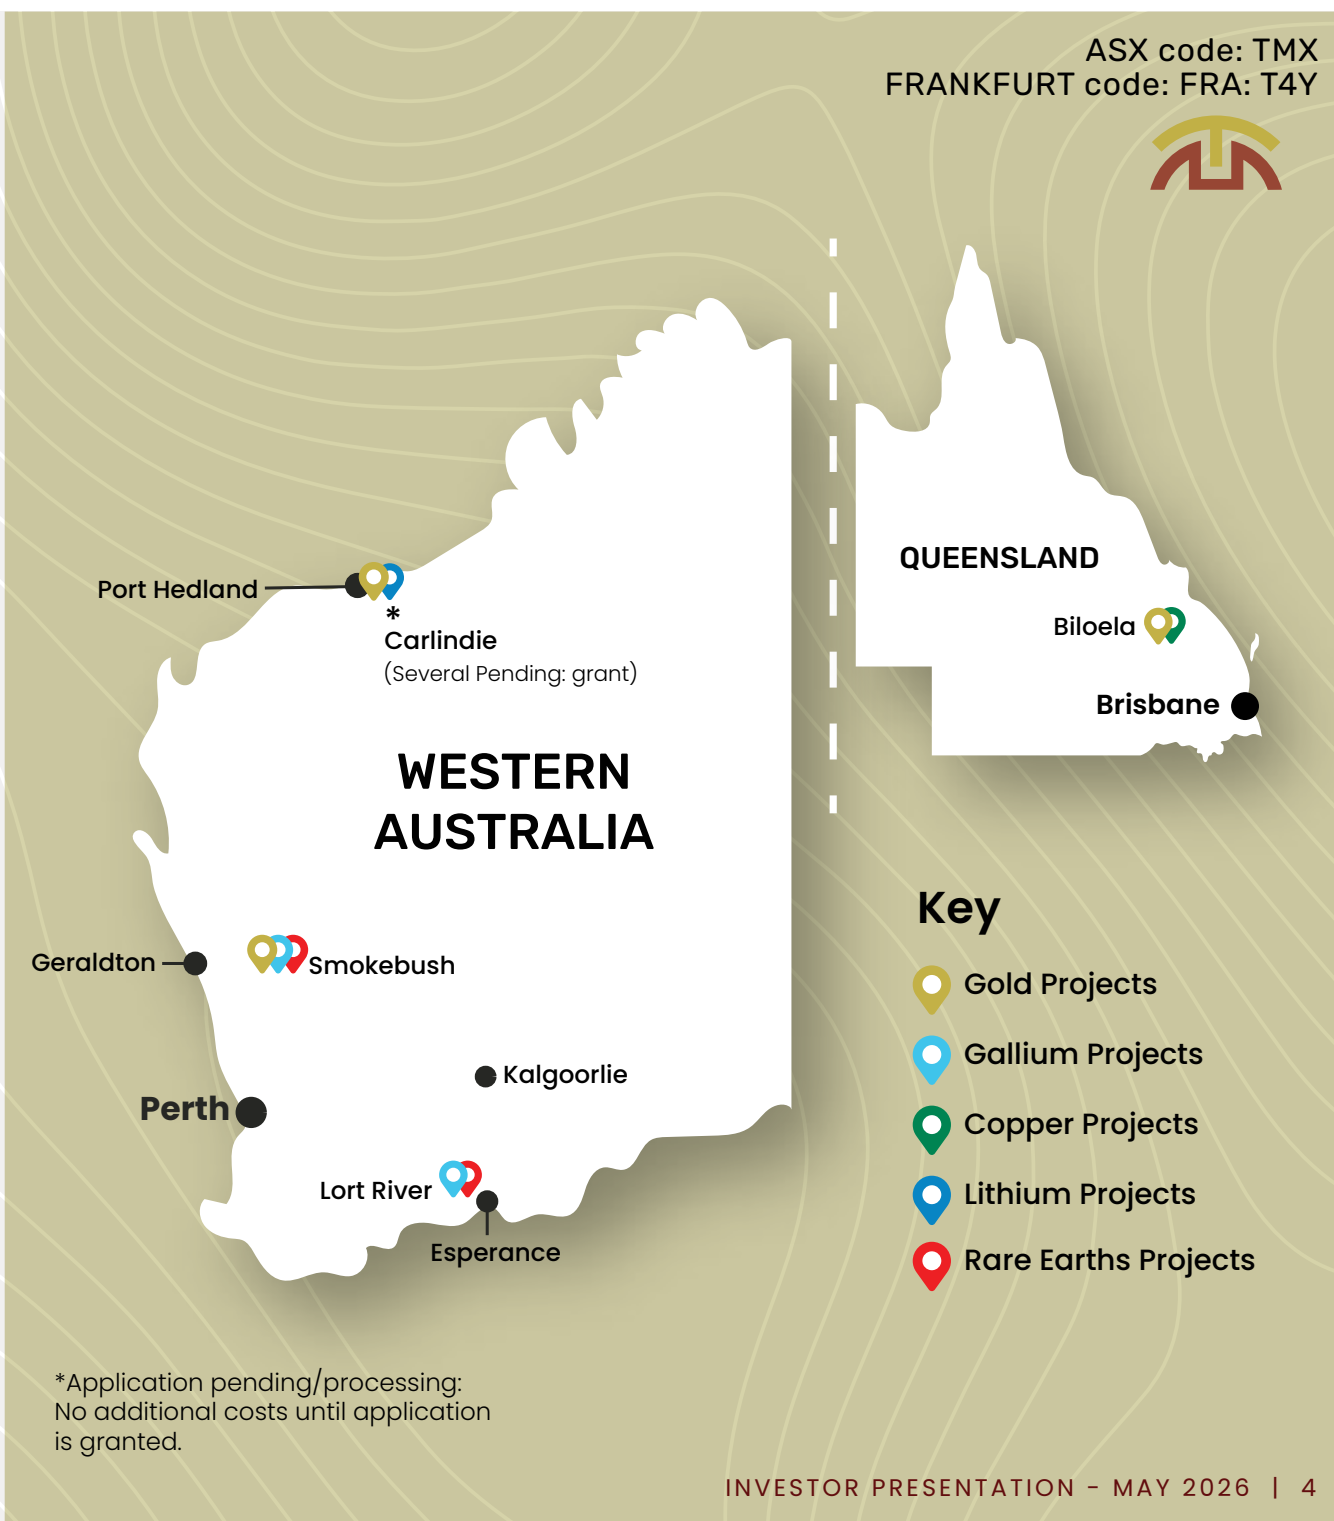 ASX code: TMX
FRANKFURT code: FRA: T4Y
Port Hedland
*
Carlindie
(Several Pending: grant)
WESTERN
AUSTRALIA
Geraldton
Smokebush
Kalgoorlie
Perth
Lort River
Esperance
QUEENSLAND
Biloela
Brisbane
Key
Gold Projects
Gallium Projects
Copper Projects
Lithium Projects
Rare Earths Projects
*Application pending/processing:
No additional costs until application
is granted.
INVESTOR PRESENTATION - MAY 2026 | 4